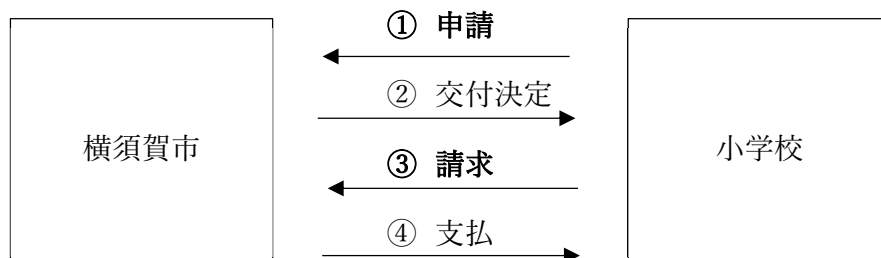 ① 申請
② 交付決定
横須賀市
小学校
③ 請求
④ 支払